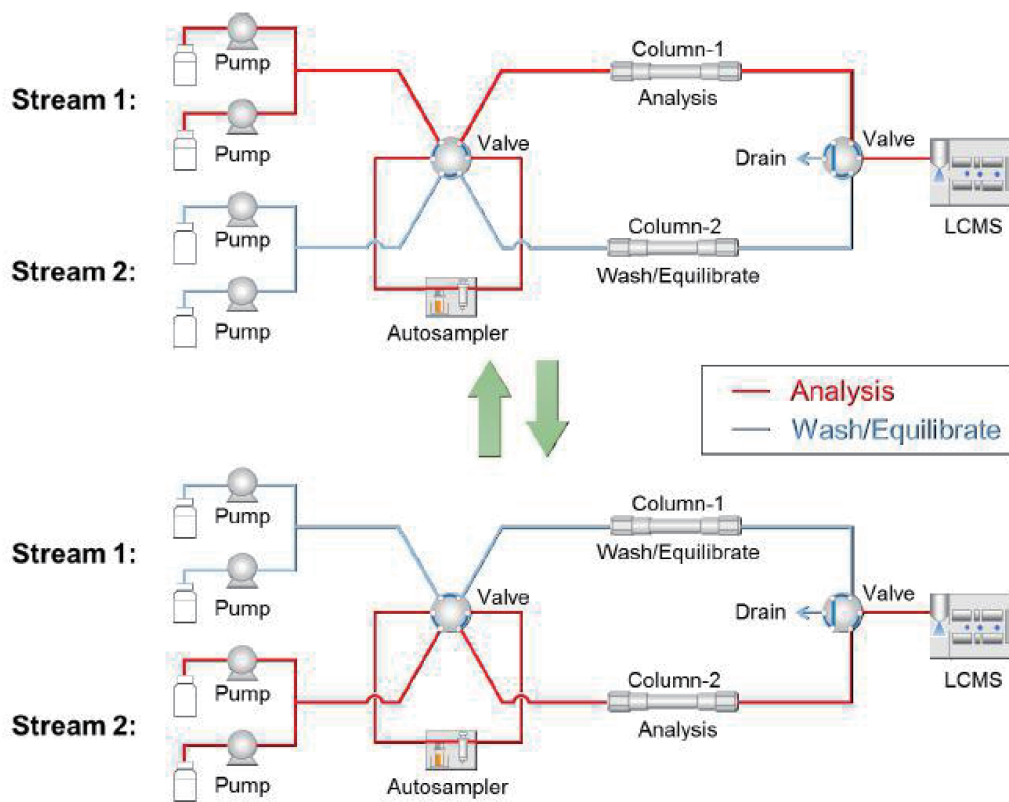 Pump
Column-1
Stream 1:
Analysis
Pump
Valve
Valve
Drain
LCMS
Pump
Column-2
Stream 2:
Wash/Equilibrate
Pump
Autosampler
Analysis
Wash/Equilibrate
Pump
Column-1
Stream 1:
Wash/Equilibrate
Pump
Valve
Valve
Drain
LCMS
Pump
Column-2
Stream 2:
Analysis
Pump
Autosampler